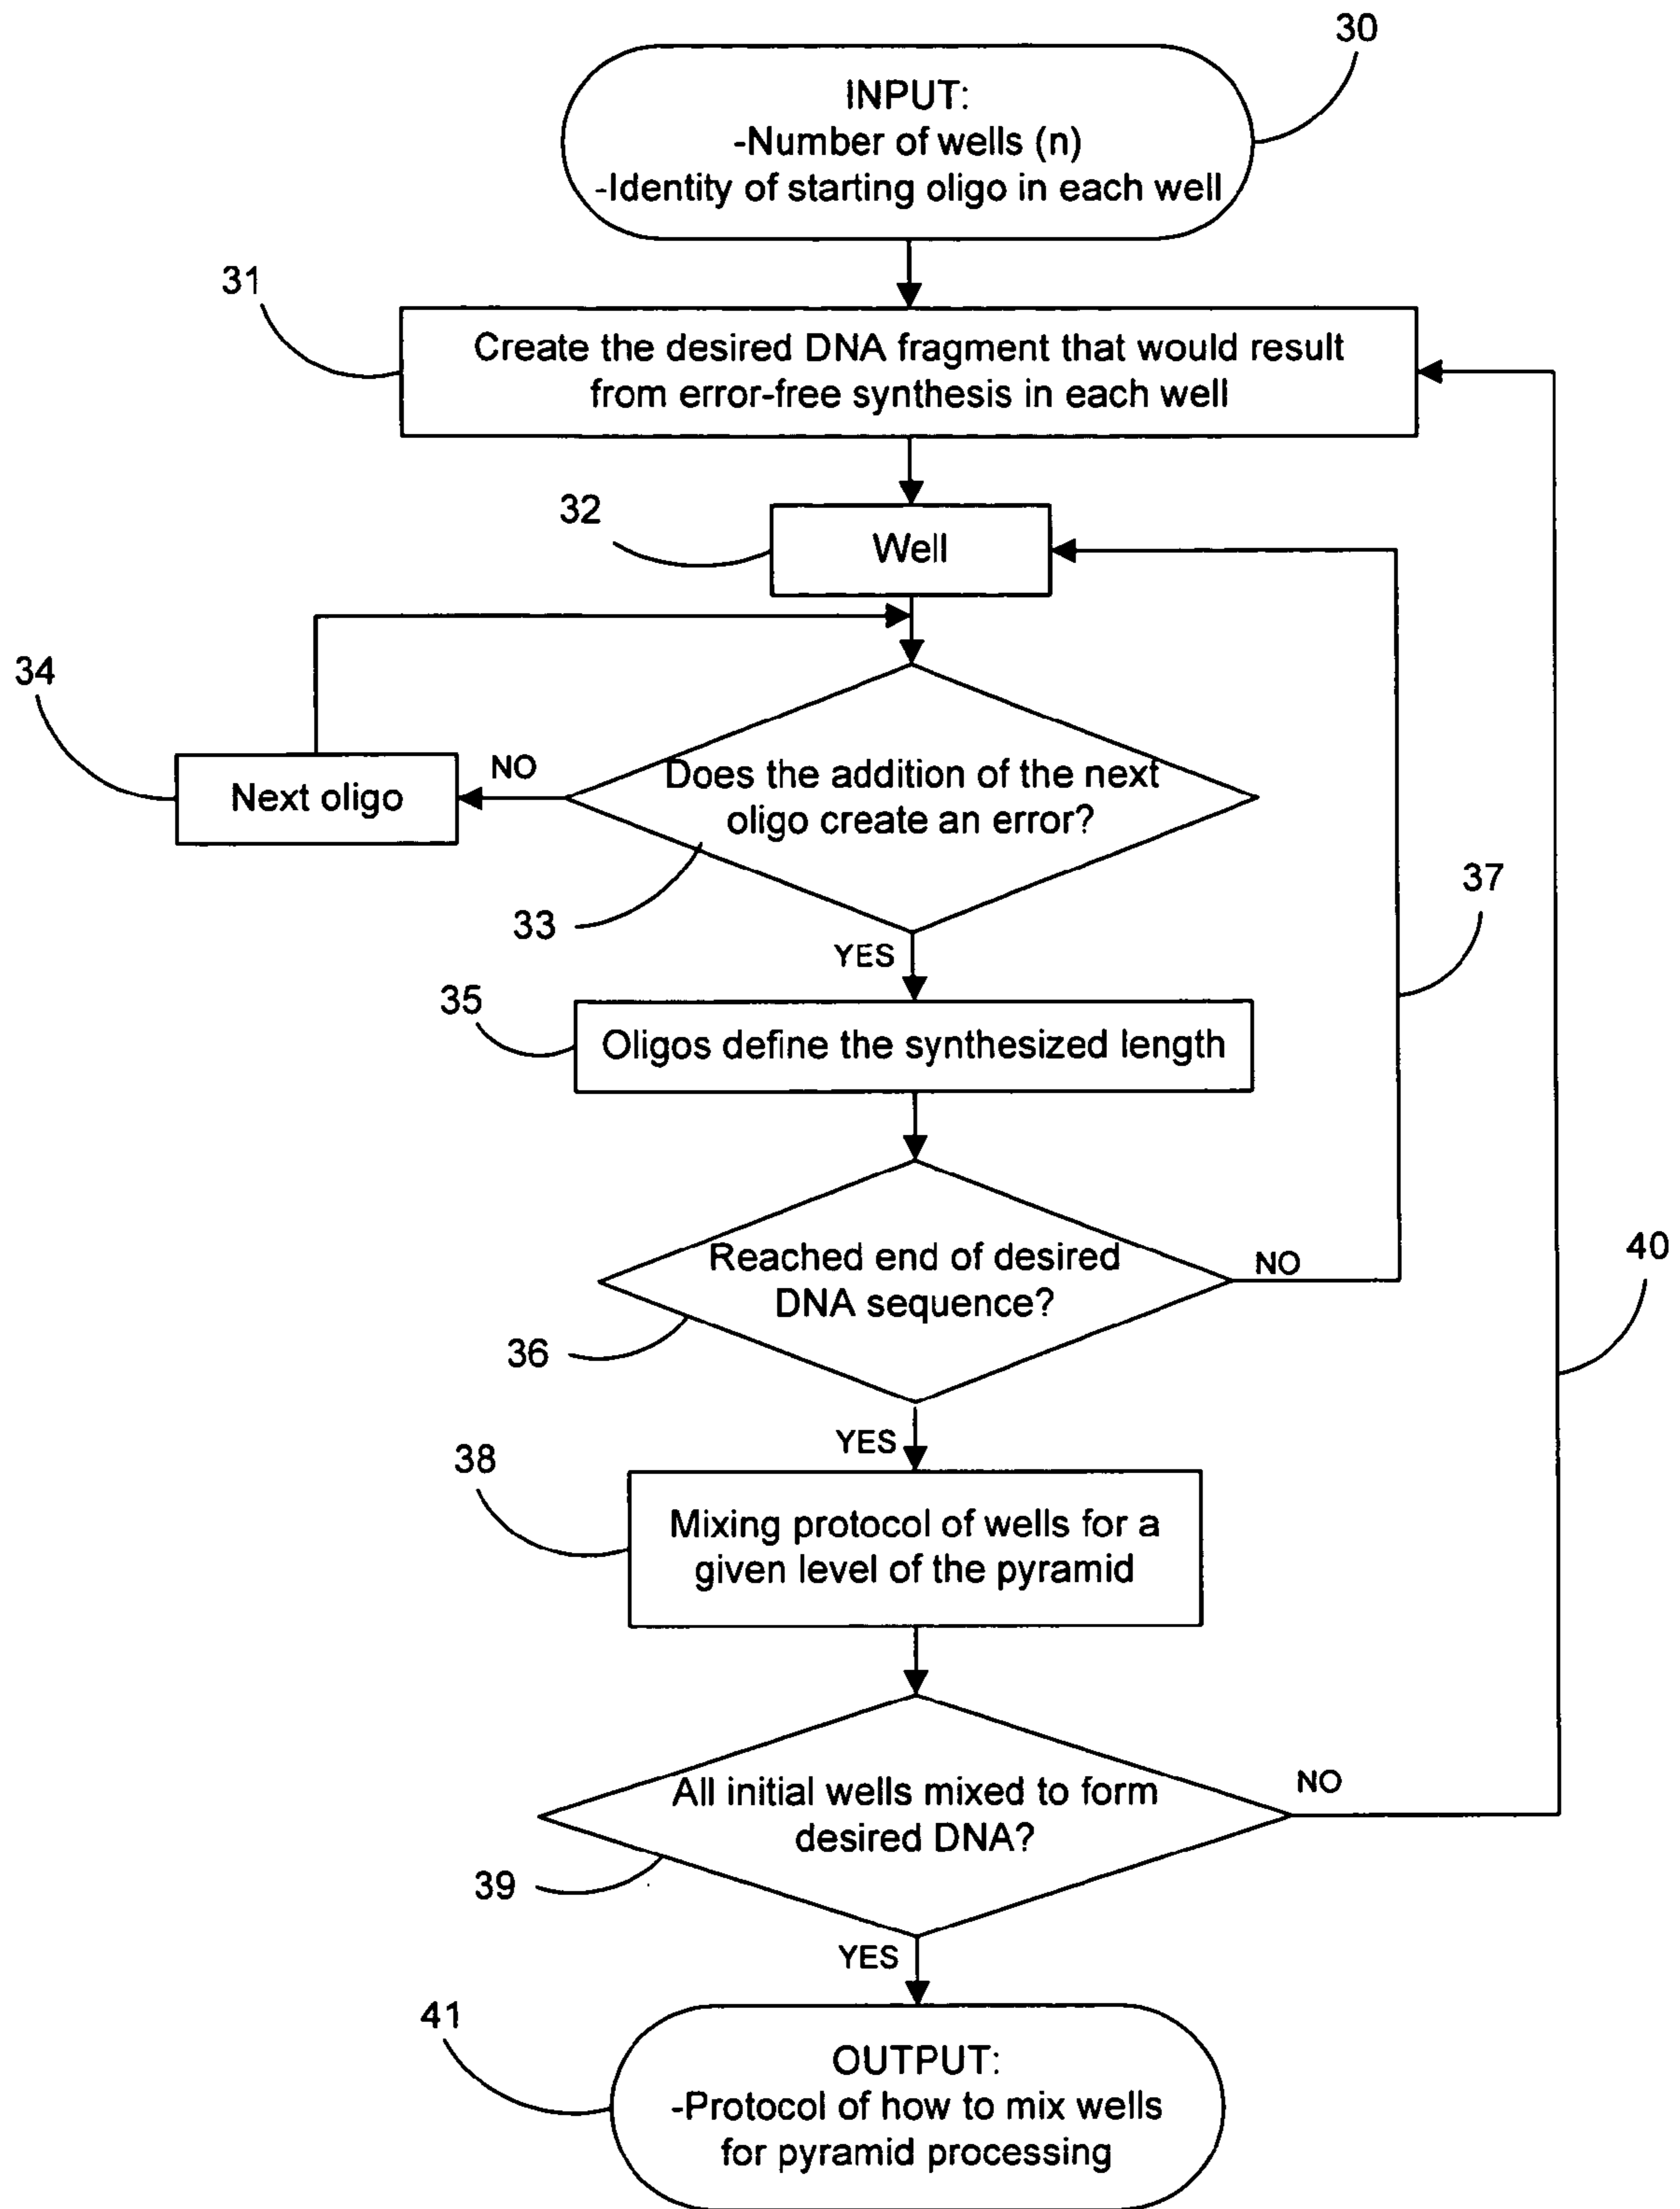 30
INPUT:
-Number of wells (n)
-Identity of starting oligo in each well
31
Create the desired DNA fragment that would result
from error-free synthesis in each well
32
Well
34
Next oligo
NO
Does the addition of the next
oligo create an error?
33
37
YES
35
Oligos define the synthesized length
Reached end of desired
DNA sequence?
NO
36
40
YES
38
Mixing protocol of wells for a
given level of the pyramid
All initial wells mixed to form
desired DNA?
NO
39
YES
41
OUTPUT:
-Protocol of how to mix wells
for pyramid processing